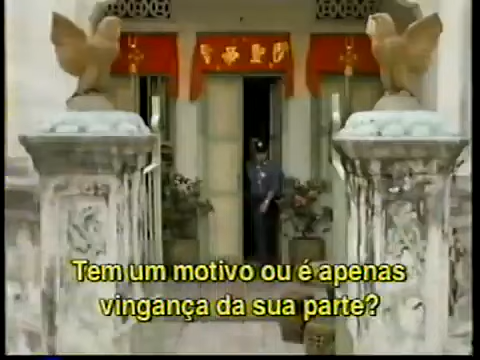 Tem um motivo ou é apenas
vingança da sua parte?